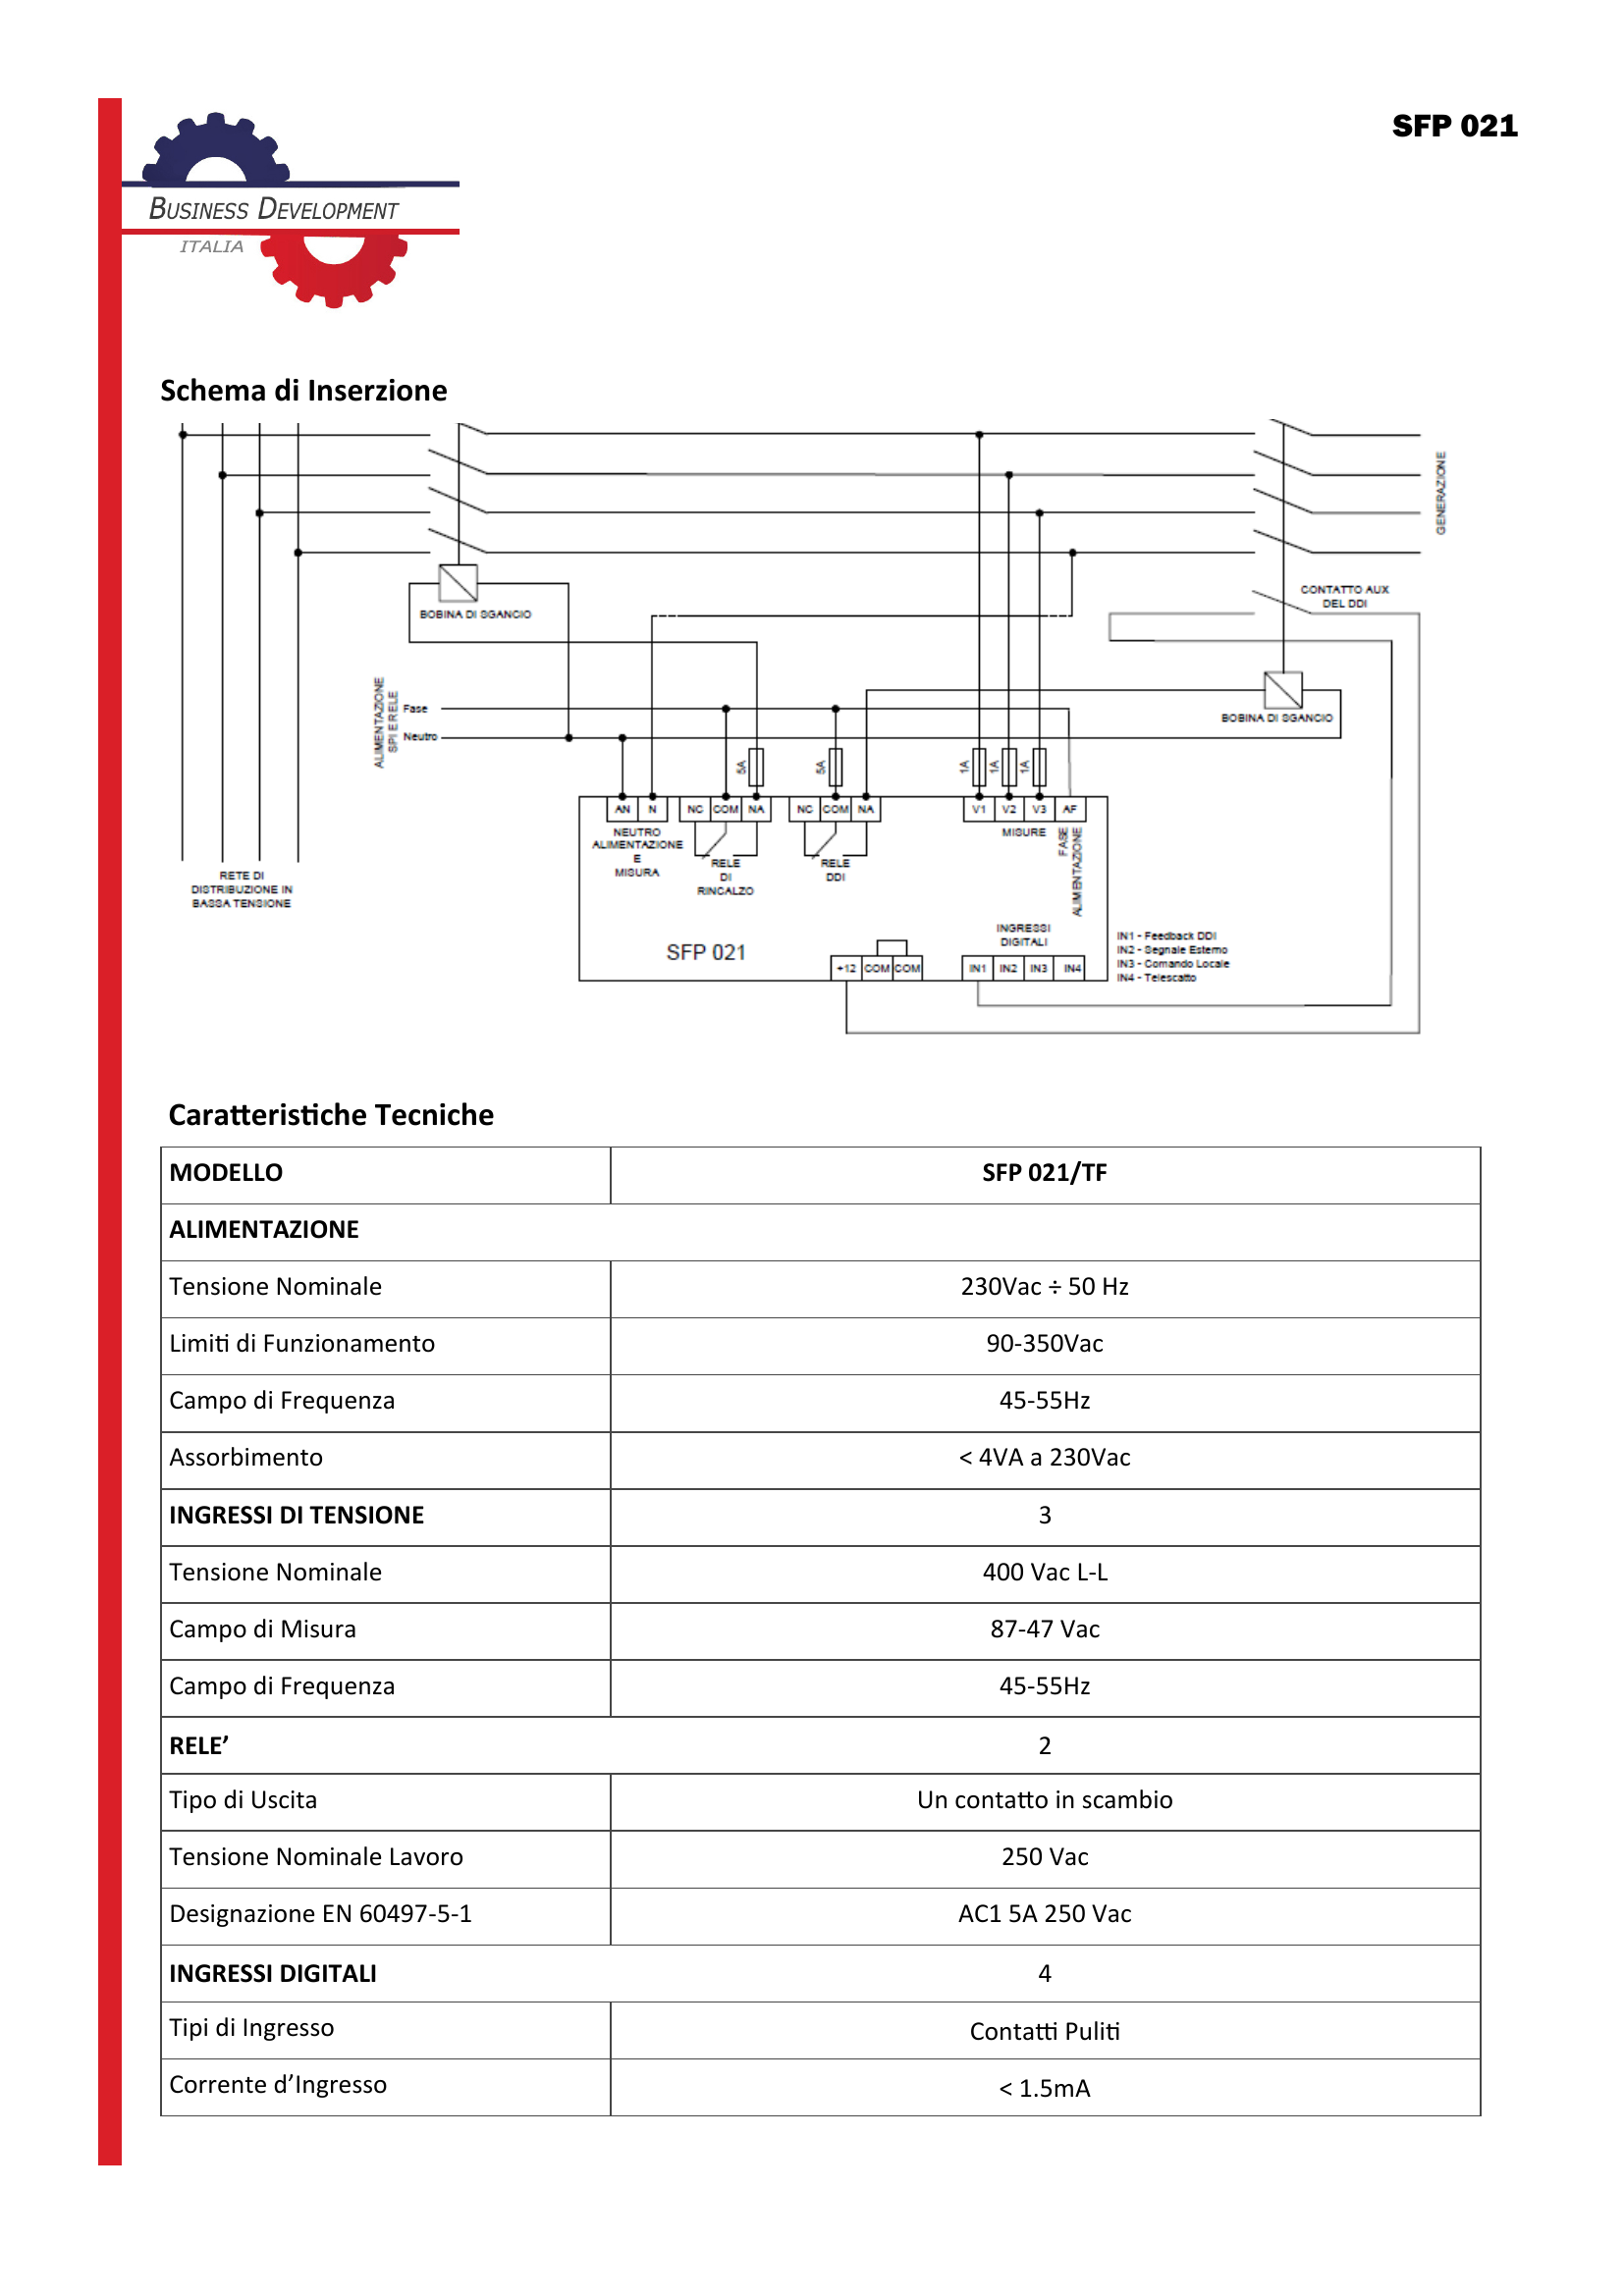 SFP 021
BUSINESS DEVELOPMENT
ITALIA
Schema di Inserzione
GENERAZIONE
CONTATTO AUX
DEL DDI
BOBINA DI SGANCIO
BOBINA DI SGANCIO
ALIMENTAZIONE
SPI E RELE
Fase
Neutro
5A
5A
1A
1A
1A
AN N NC COM NA NC COM NA V1 V2 V3 AF
NEUTRO
ALIMENTAZIONE
E
MISURA
RELE
DI
RINCALZO
RELE
DDI
MISURE
FASE
ALIMENTAZIONE
RETE DI
DISTRIBUZIONE IN
BASSA TENSIONE
SFP 021
INGRESSI
DIGITALI
+12 COM COM IN1 IN2 IN3 IN4
IN1 - Feedback DDI
IN2 - Segnale Esterno
IN3 - Comando Locale
IN4 - Telescatto
Caratteristiche Tecniche
MODELLO SFP 021/TF
ALIMENTAZIONE
Tensione Nominale 230Vac ÷ 50 Hz
Limiti di Funzionamento 90-350Vac
Campo di Frequenza 45-55Hz
Assorbimento < 4VA a 230Vac
INGRESSI DI TENSIONE 3
Tensione Nominale 400 Vac L-L
Campo di Misura 87-47 Vac
Campo di Frequenza 45-55Hz
RELE’ 2
Tipo di Uscita Un contatto in scambio
Tensione Nominale Lavoro 250 Vac
Designazione EN 60497-5-1 AC1 5A 250 Vac
INGRESSI DIGITALI 4
Tipi di Ingresso Contatti Puliti
Corrente d’Ingresso < 1.5mA